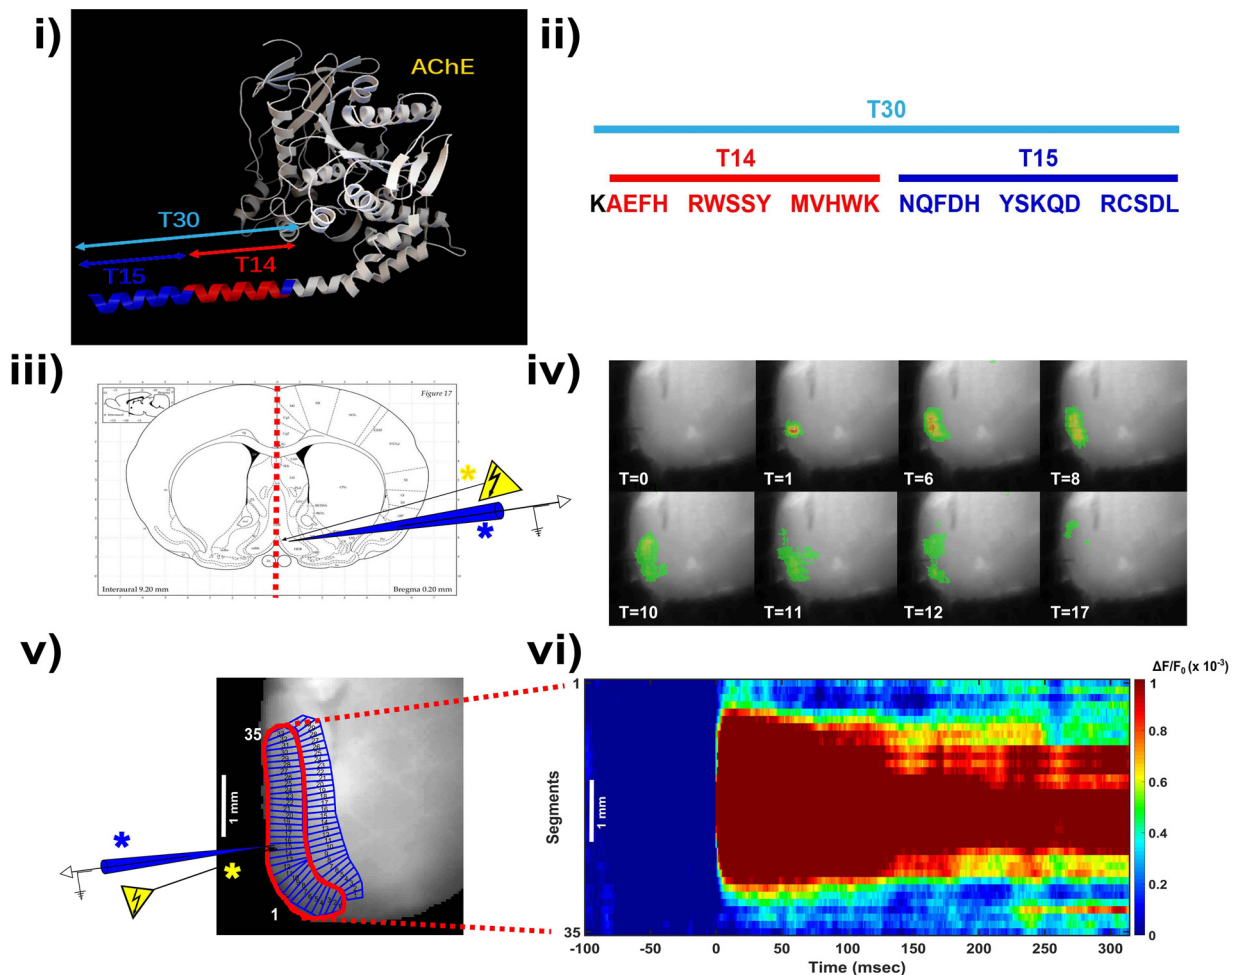 i)
AChE
T30
T15
T14
ii)
T30
T14 T15
KAEFH RWSSY MVHWK NQFDH YSKQD RCSDL
iii)
Figure 17
*
*
Interaural 9.20 mm
Bregma 0.20 mm
iv)
T=0
T=1
T=6
T=8
T=10
T=11
T=12
T=17
v)
35
1 mm
*
*
1
vi)
ΔF/F0 (x 10-3)
1
0.8
0.6
0.4
0.2
0
1
Segments
1 mm
35
-100 -50 0 50 100 150 200 250 300
Time (msec)